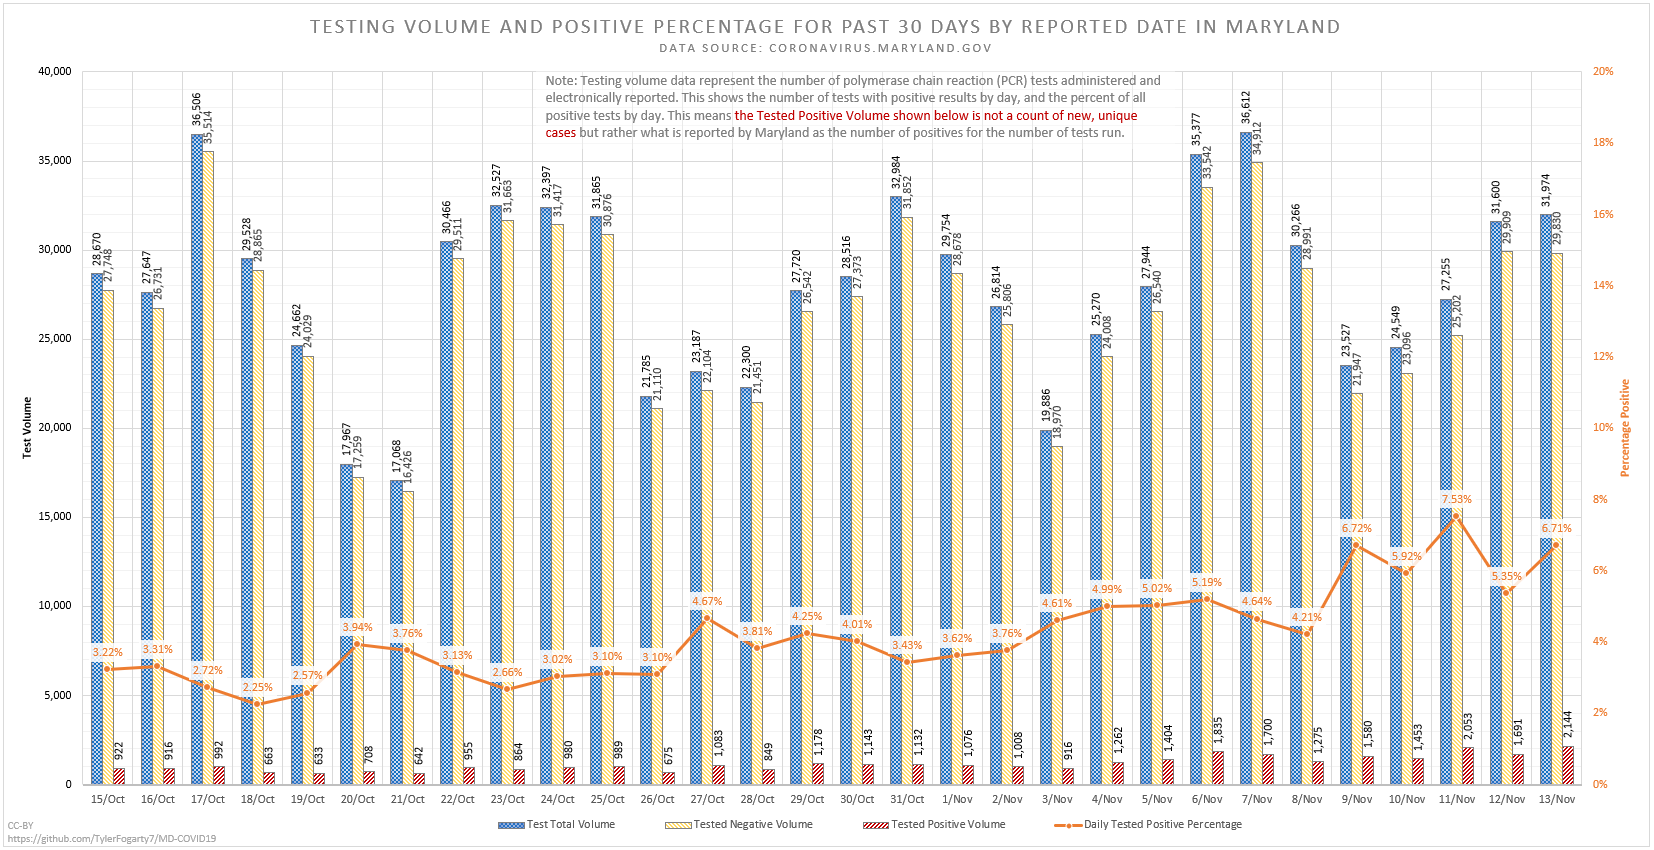 TESTING VOLUME AND POSITIVE PERCENTAGE FOR PAST 30 DAYS BY REPORTED DATE IN MARYLAND
DATA SOURCE: CORONAVIRUS.MARYLAND.GOV
Note: Testing volume data represent the number of polymerase chain reaction (PCR) tests administered and
electronically reported. This shows the number of tests with positive results by day, and the percent of all
positive tests by day. This means the Tested Positive Volume shown below is not a count of new, unique
cases but rather what is reported by Maryland as the number of positives for the number of tests run.
Test Volume
40,000
35,000
30,000
25,000
20,000
15,000
10,000
5,000
0
Percentage Positive
20%
18%
16%
14%
12%
10%
8%
6%
4%
2%
0%
28,670 27,748 3.22% 922
27,647 26,731 3.31% 916
36,506 35,514 2.72% 992
29,528 28,865 2.25% 663
24,662 24,029 2.57% 633
17,967 17,259 3.94% 708
17,068 16,426 3.76% 642
30,466 29,511 3.13% 955
32,527 31,663 2.66% 864
32,397 31,417 3.02% 980
31,865 30,876 3.10% 989
21,785 21,110 3.10% 675
23,187 22,104 4.67% 1,083
22,300 21,451 3.81% 849
27,720 26,542 4.25% 1,178
28,516 27,373 4.01% 1,143
32,984 31,852 3.43% 1,132
29,754 28,678 3.62% 1,076
26,814 25,806 3.76% 1,008
19,886 18,970 4.61% 916
25,270 24,008 4.99% 1,262
27,944 26,540 5.02% 1,404
35,377 33,542 5.19% 1,835
36,612 34,912 4.64% 1,700
30,266 28,991 4.21% 1,275
23,527 21,947 6.72% 1,580
24,549 23,096 5.92% 1,453
27,255 25,202 7.53% 2,053
31,600 29,909 5.35% 1,691
31,974 29,830 6.71% 2,144
15/Oct 16/Oct 17/Oct 18/Oct 19/Oct 20/Oct 21/Oct 22/Oct 23/Oct 24/Oct 25/Oct 26/Oct 27/Oct 28/Oct 29/Oct 30/Oct 31/Oct 1/Nov 2/Nov 3/Nov 4/Nov 5/Nov 6/Nov 7/Nov 8/Nov 9/Nov 10/Nov 11/Nov 12/Nov 13/Nov
Test Total Volume Tested Negative Volume Tested Positive Volume Daily Tested Positive Percentage
CC-BY
https://github.com/TylerFogarty7/MD-COVID19